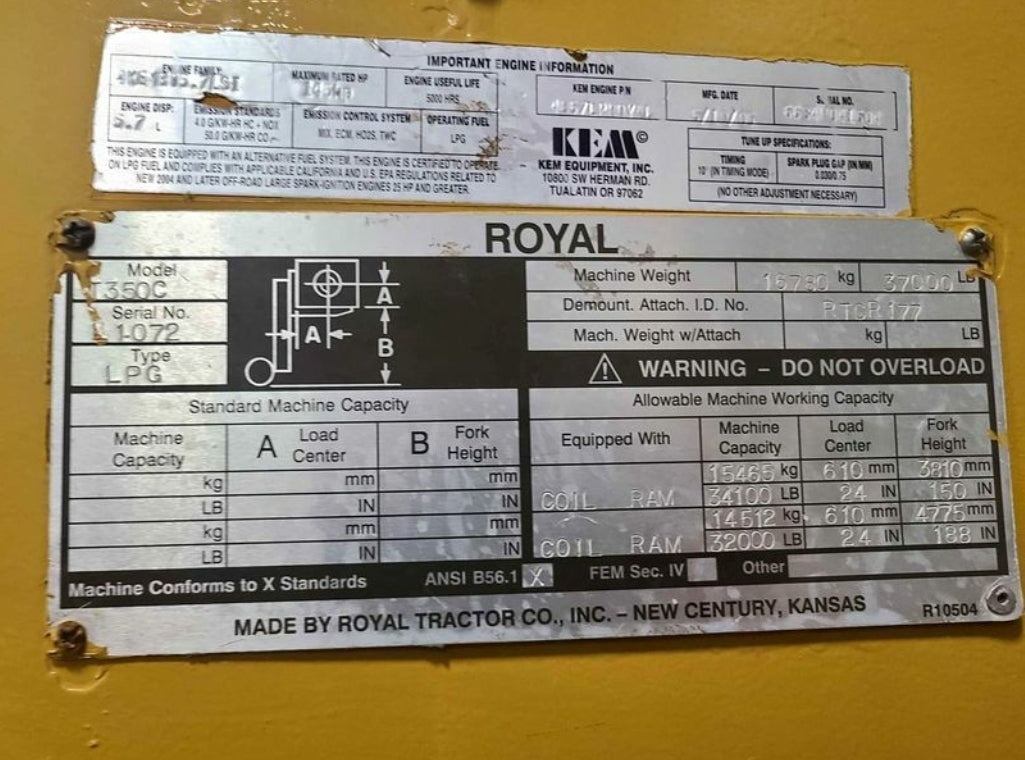 IMPORTANT ENGINE INFORMATION
ENGINE FAMILY
MAXIMUM RATED HP
ENGINE USEFUL LIFE
5000 HRS
KEM ENGINE P/N
MFG. DATE
SERIAL NO.
ENGINE DISP:
5.7 L
EMISSION STANDARDS
4.0 G/KW-HR HC + NOX
50.0 G/KW-HR CO
EMISSION CONTROL SYSTEM
MIX, ECM, HO2S, TWC
OPERATING FUEL
LPG
KEM©
KEM EQUIPMENT, INC.
10800 SW HERMAN RD.
TUALATIN OR 97062
TUNE UP SPECIFICATIONS:
TIMING
10° (IN TIMING MODE)
SPARK PLUG GAP (IN/MM)
0.030/0.75
(NO OTHER ADJUSTMENT NECESSARY)
THIS ENGINE IS EQUIPPED WITH AN ALTERNATIVE FUEL SYSTEM. THIS ENGINE IS CERTIFIED TO OPERATE
ON LPG FUEL AND COMPLIES WITH APPLICABLE CALIFORNIA AND U.S. EPA REGULATIONS RELATED TO
NEW 2004 AND LATER OFF-ROAD LARGE SPARK-IGNITION ENGINES 25 HP AND GREATER.
ROYAL
Model
T350C
Serial No.
1072
Type
LPG
A
A
B
Machine Weight 16780 kg 37000 LB
Demount. Attach. I.D. No. RTCR177
Mach. Weight w/Attach kg LB
WARNING – DO NOT OVERLOAD
Standard Machine Capacity
Machine Capacity A Load Center B Fork Height
kg mm mm
LB IN IN
kg mm mm
LB IN IN
Allowable Machine Working Capacity
Equipped With Machine Capacity Load Center Fork Height
15465 kg 610 mm 3810 mm
COIL RAM 34100 LB 24 IN 150 IN
14512 kg 610 mm 4775 mm
COIL RAM 32000 LB 24 IN 188 IN
Machine Conforms to X Standards ANSI B56.1 X FEM Sec. IV Other
MADE BY ROYAL TRACTOR CO., INC. – NEW CENTURY, KANSAS R10504